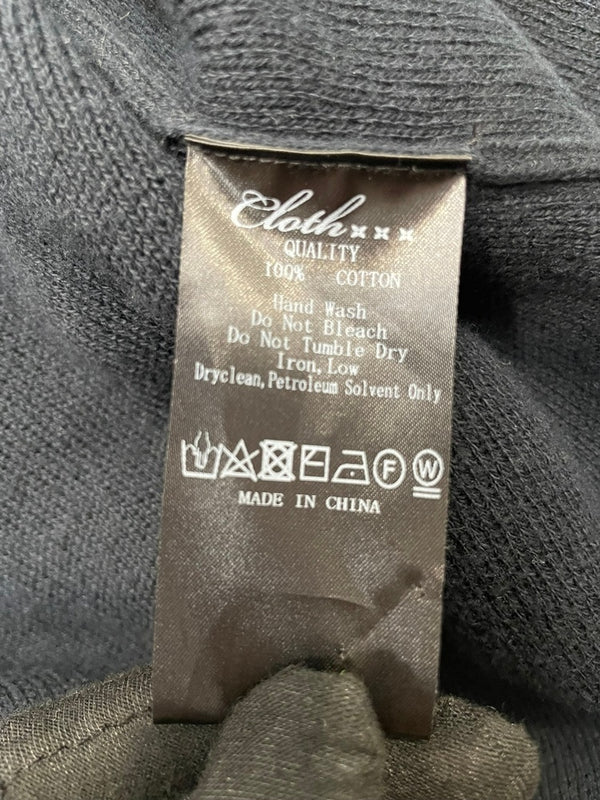 Cloth×××
QUALITY
100% COTTON
Hand Wash
Do Not Bleach
Do Not Tumble Dry
Iron,Low
Dryclean,Petroleum Solvent Only
F W
MADE IN CHINA